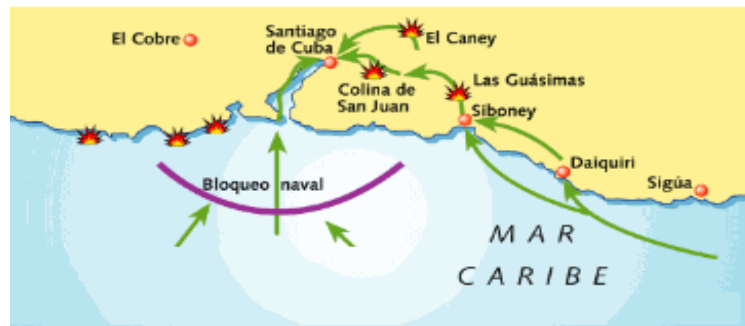 El Cobre
Santiago
de Cuba
El Caney
Colina de
San Juan
Las Guásimas
Siboney
Daiquiri
Sigúa
Bloqueo naval
MAR
CARIBE